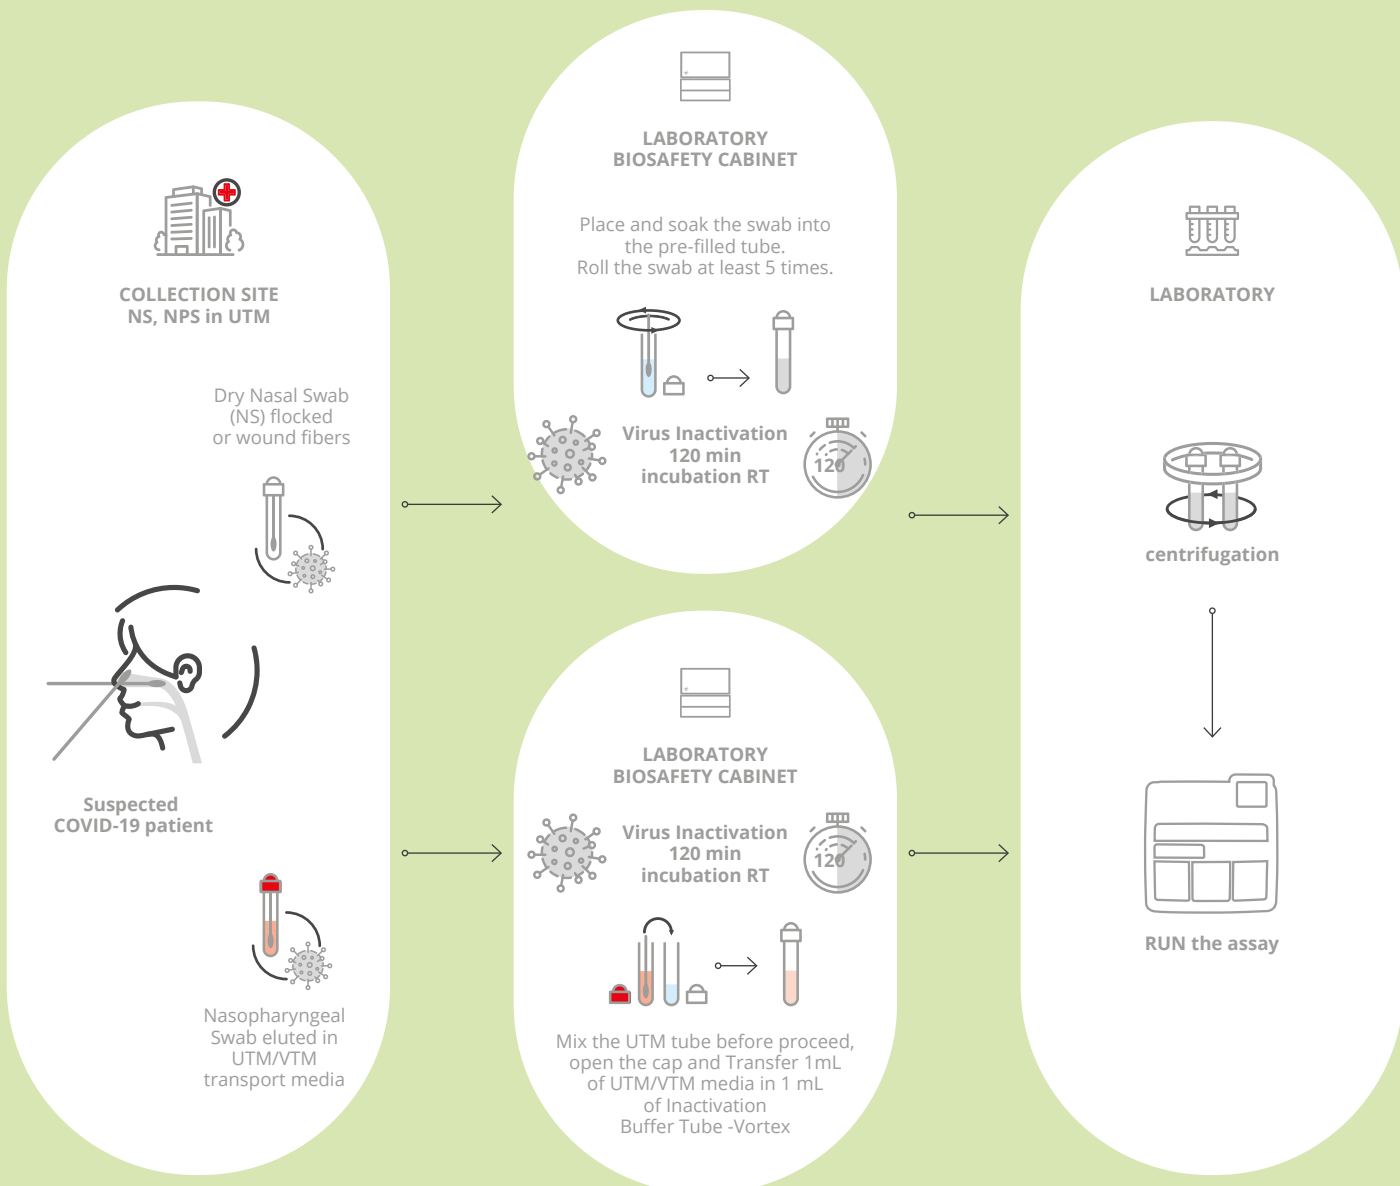 COLLECTION SITE
NS, NPS in UTM
Dry Nasal Swab
(NS) flocked
or wound fibers
Suspected
COVID-19 patient
Nasopharyngeal
Swab eluted in
UTM/VTM
transport media
LABORATORY
BIOSAFETY CABINET
Place and soak the swab into
the pre-filled tube.
Roll the swab at least 5 times.
Virus Inactivation
120 min
incubation RT
120
LABORATORY
BIOSAFETY CABINET
Virus Inactivation
120 min
incubation RT
120
Mix the UTM tube before proceed,
open the cap and Transfer 1mL
of UTM/VTM media in 1 mL
of Inactivation
Buffer Tube -Vortex
LABORATORY
centrifugation
RUN the assay